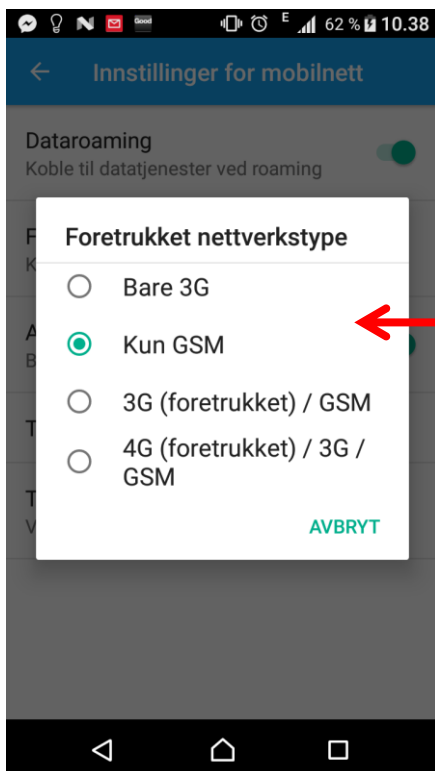 Good E 62 % 10.38
Innstillinger for mobilnett
Dataroaming
Koble til datatjenester ved roaming
F
K
Foretrukket nettverkstype
Bare 3G
A
Kun GSM
B
3G (foretrukket) / GSM
T
4G (foretrukket) / 3G /
GSM
T
V
AVBRYT